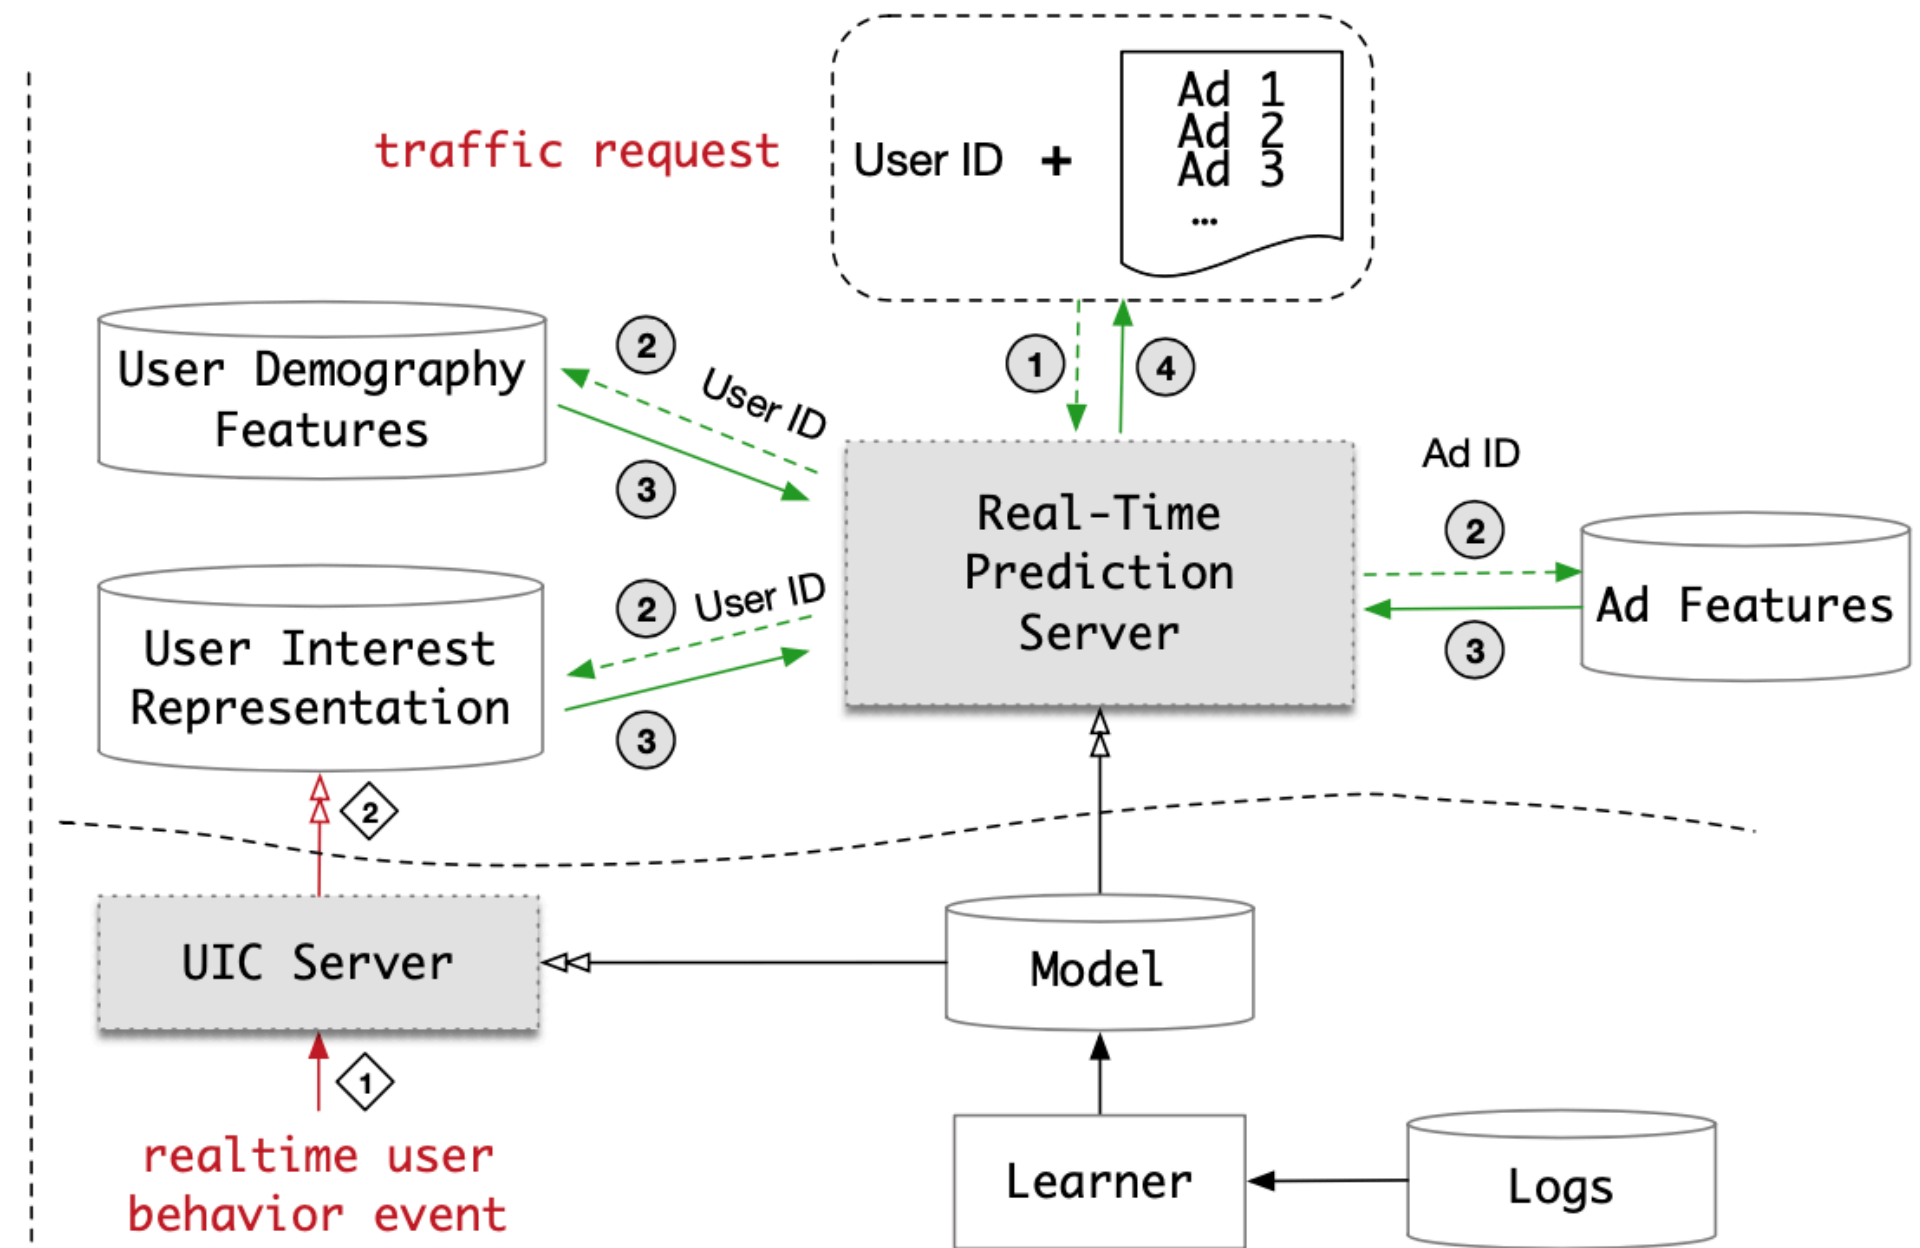 traffic request
User ID +
Ad 1
Ad 2
Ad 3
...
1
4
User Demography
Features
2
User ID
3
Real-Time
Prediction
Server
Ad ID
2
3
Ad Features
User Interest
Representation
2
User ID
3
2
UIC Server
Model
1
realtime user
behavior event
Learner
Logs